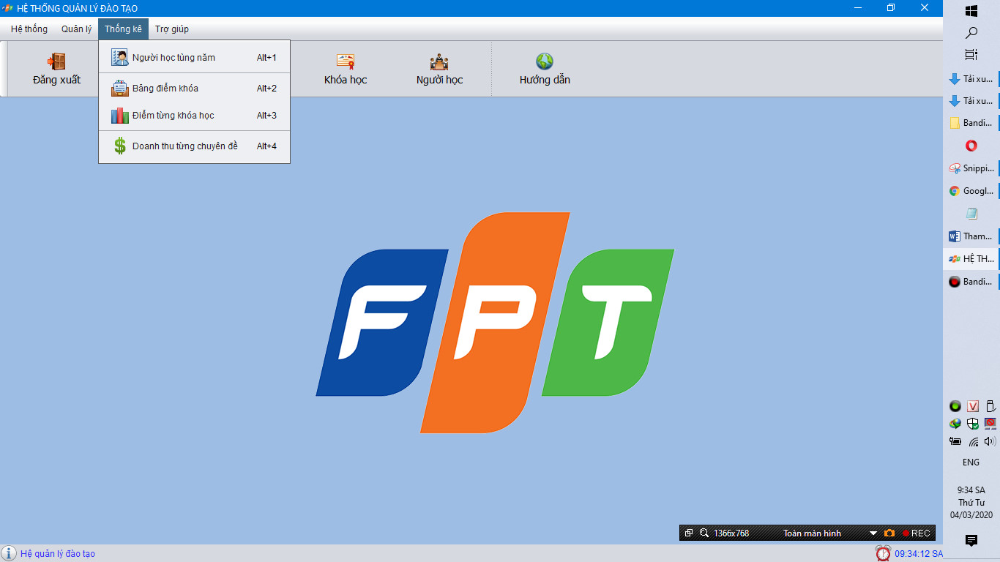 HỆ THỐNG QUẢN LÝ ĐÀO TẠO
Hệ thống Quản lý Thống kê Trợ giúp
Đăng xuất
Khóa học
Người học
Hướng dẫn
Người học từng năm Alt+1
Bảng điểm khóa Alt+2
Điểm từng khóa học Alt+3
Doanh thu từng chuyên đề Alt+4
FPT
1366x768 Toàn màn hình REC
Hệ quản lý đào tạo
09:34:12 SA
Tải xu...
Tải xu...
Bandi...
Snippi...
Googl...
Tham...
HỆ TH...
Bandi...
ENG
9:34 SA
Thứ Tư
04/03/2020